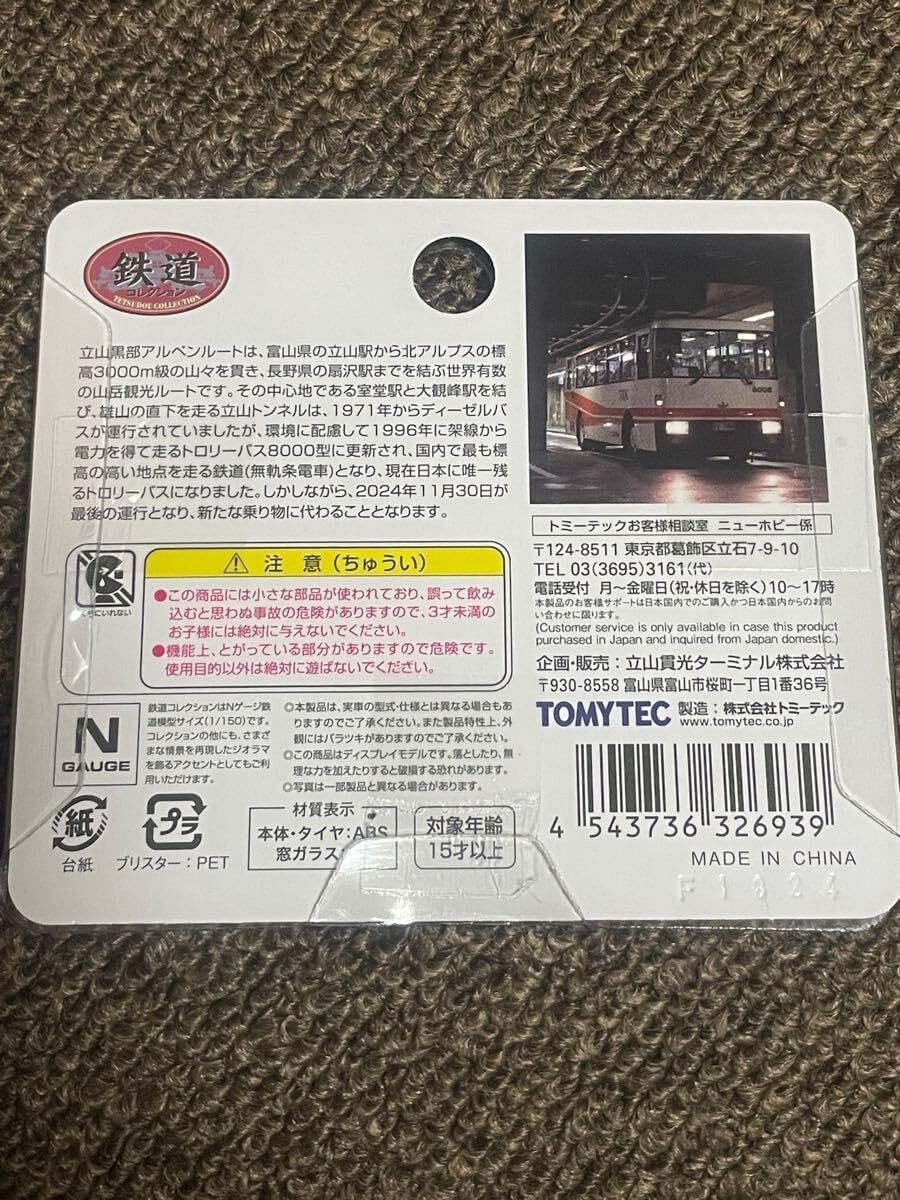 鉄道
コレクション
TETSUDOU COLLECTION
立山黒部アルペンルートは、富山県の立山駅から北アルプスの標
高3000m級の山々を貫き、長野県の扇沢駅までを結ぶ世界有数
の山岳観光ルートです。その中心地である室堂駅と大観峰駅を結
び、雄山の直下を走る立山トンネルは、1971年からディーゼルバ
スが運行されていましたが、環境に配慮して1996年に架線から
電力を得て走るトロリーバス8000型に更新され、国内で最も標
高の高い地点を走る鉄道(無軌条電車)となり、現在日本に唯一残
るトロリーバスになりました。しかしながら、2024年11月30日が
最後の運行となり、新たな乗り物に代わることとなります。
トミーテックお客様相談室 ニューホビー係
〒124-8511 東京都葛飾区立石7-9-10
TEL 03(3695)3161(代)
電話受付 月〜金曜日(祝・休日を除く)10〜17時
本製品のお客様サポートは日本国内でのご購入かつ日本国内からのお問
い合わせに限ります。
(Customer service is only available in case this product
purchased in Japan and inquired from Japan domestic.)
企画・販売：立山貫光ターミナル株式会社
〒930-8558 富山県富山市桜町一丁目1番36号
TOMYTEC 製造：株式会社トミーテック
www.tomytec.co.jp
⚠ 注意(ちゅうい)
●この商品には小さな部品が使われており、誤って飲み
込むと思わぬ事故の危険がありますので、3才未満の
お子様には絶対に与えないでください。
●機能上、とがっている部分がありますので危険です。
使用目的以外は絶対に遊ばないでください。
N
GAUGE
鉄道コレクションはNゲージ鉄
道模型サイズ(1/150)です。
コレクションの他にも、さまざ
まな情景を再現したジオラマ
を飾るアクセントとしてもご利
用いただけます。
◎本製品は、実車の型式・仕様とは異なる場合もあ
りますのでご了承ください。また製品特性上、外
観にはバラツキがありますのでご了承ください。
◎この商品はディスプレイモデルです。落としたり、無
理な力を加えたりすると破損する恐れがあります。
◎写真は一部製品と異なる場合があります。
紙
台紙
プラ
ブリスター：PET
材質表示
本体・タイヤ：ABS
窓ガラス
対象年齢
15才以上
4 543736 326939
MADE IN CHINA